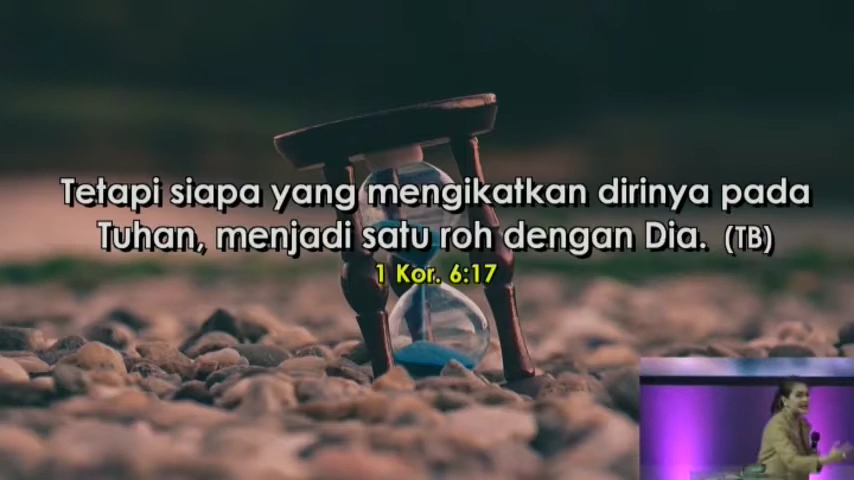 Tetapi siapa yang mengikatkan dirinya pada
Tuhan, menjadi satu roh dengan Dia. (TB)
1 Kor. 6:17